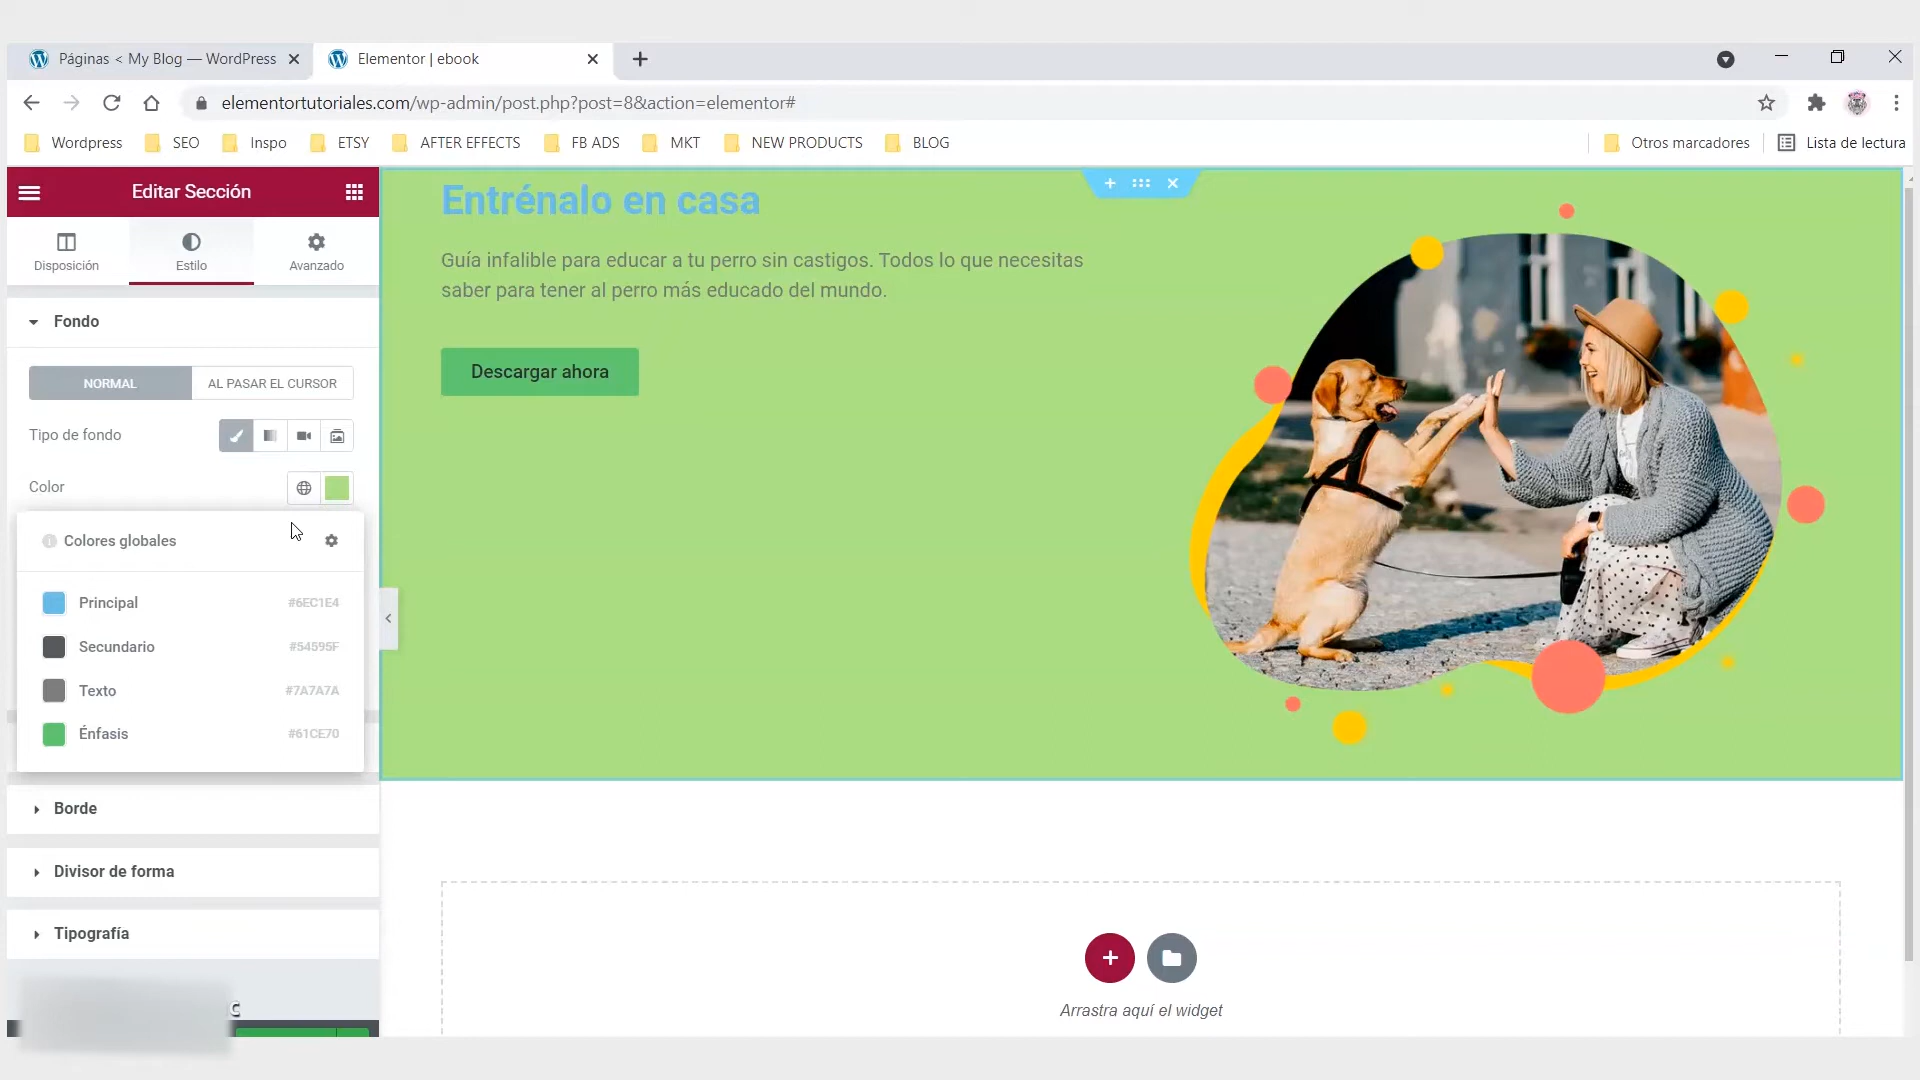 Páginas < My Blog — WordPress
Elementor | ebook
elementortutoriales.com/wp-admin/post.php?post=8&action=elementor#
Wordpress
SEO
Inspo
ETSY
AFTER EFFECTS
FB ADS
MKT
NEW PRODUCTS
BLOG
Otros marcadores
Lista de lectura
Editar Sección
Disposición
Estilo
Avanzado
Fondo
NORMAL
AL PASAR EL CURSOR
Tipo de fondo
Color
Colores globales
Principal #6EC1E4
Secundario #54595F
Texto #7A7A7A
Énfasis #61CE70
Borde
Divisor de forma
Tipografía
Entrénalo en casa
Guía infalible para educar a tu perro sin castigos. Todos lo que necesitas
saber para tener al perro más educado del mundo.
Descargar ahora
Arrastra aquí el widget